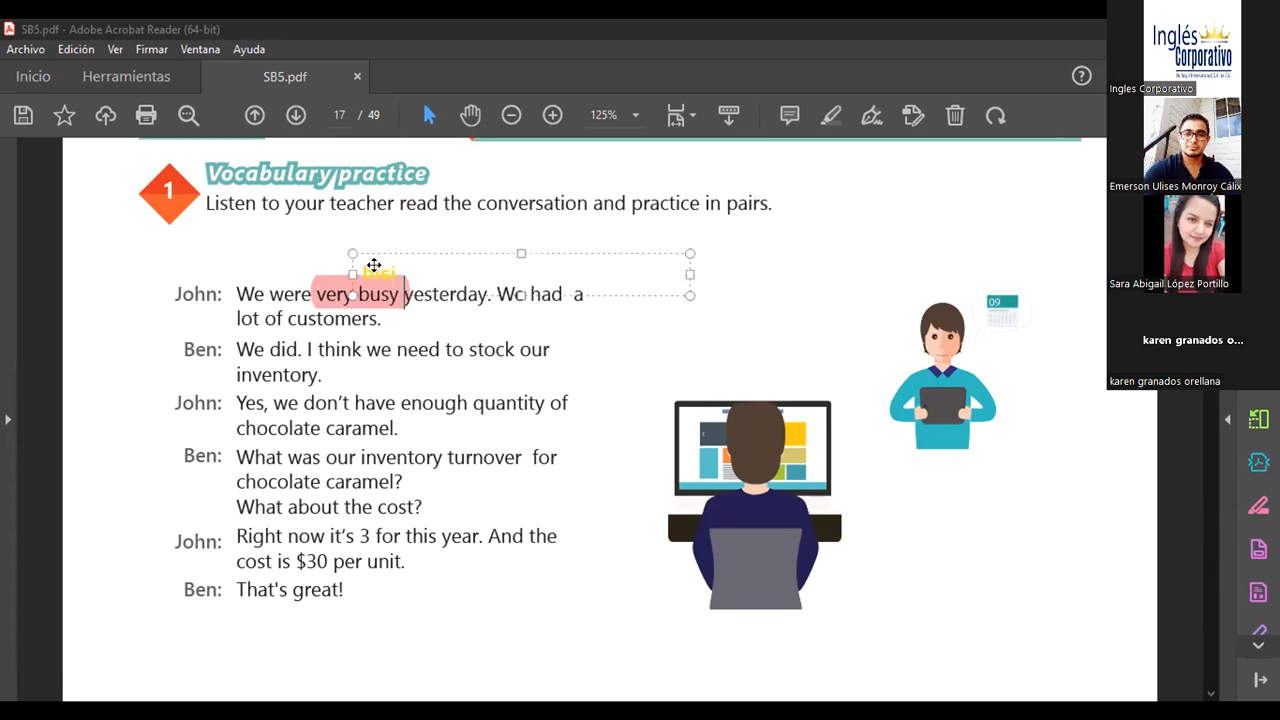 SB5.pdf - Adobe Acrobat Reader (64-bit)
Archivo Edición Ver Firmar Ventana Ayuda
Inicio Herramientas SB5.pdf ×
17 / 49 125%
Vocabulary practice
1
Listen to your teacher read the conversation and practice in pairs.
bisi
John: We were very busy yesterday. We had a
lot of customers.
Ben: We did. I think we need to stock our
inventory.
John: Yes, we don't have enough quantity of
chocolate caramel.
Ben: What was our inventory turnover for
chocolate caramel?
What about the cost?
John: Right now it's 3 for this year. And the
cost is $30 per unit.
Ben: That's great!
09
Inglés
Corporativo
Ingles Corporativo
Emerson Ulises Monroy Cálix
Sara Abigail López Portillo
karen granados o...
karen granados orellana